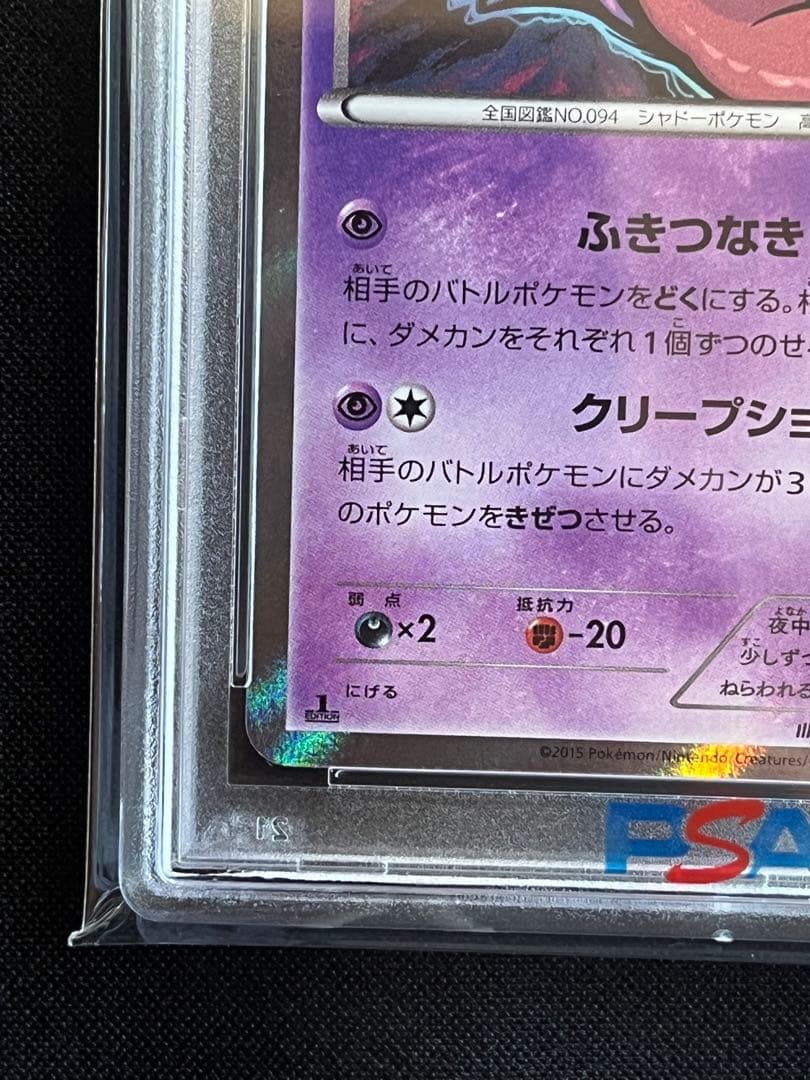 全国図鑑NO.094 シャドーポケモン 高
ふきつなき
あいて
相手のバトルポケモンをどくにする。
こ
に、ダメカンをそれぞれ1個ずつのせ
クリープショ
あいて
相手のバトルポケモンにダメカンが3
のポケモンをきぜつさせる。
弱点 抵抗力
×2 -20
よなか
夜中
すこ
少しずつ
ねらわれる
にげる
1
EDITION
Ill
©2015 Pokémon/Nintendo/Creatures/
21
PSA